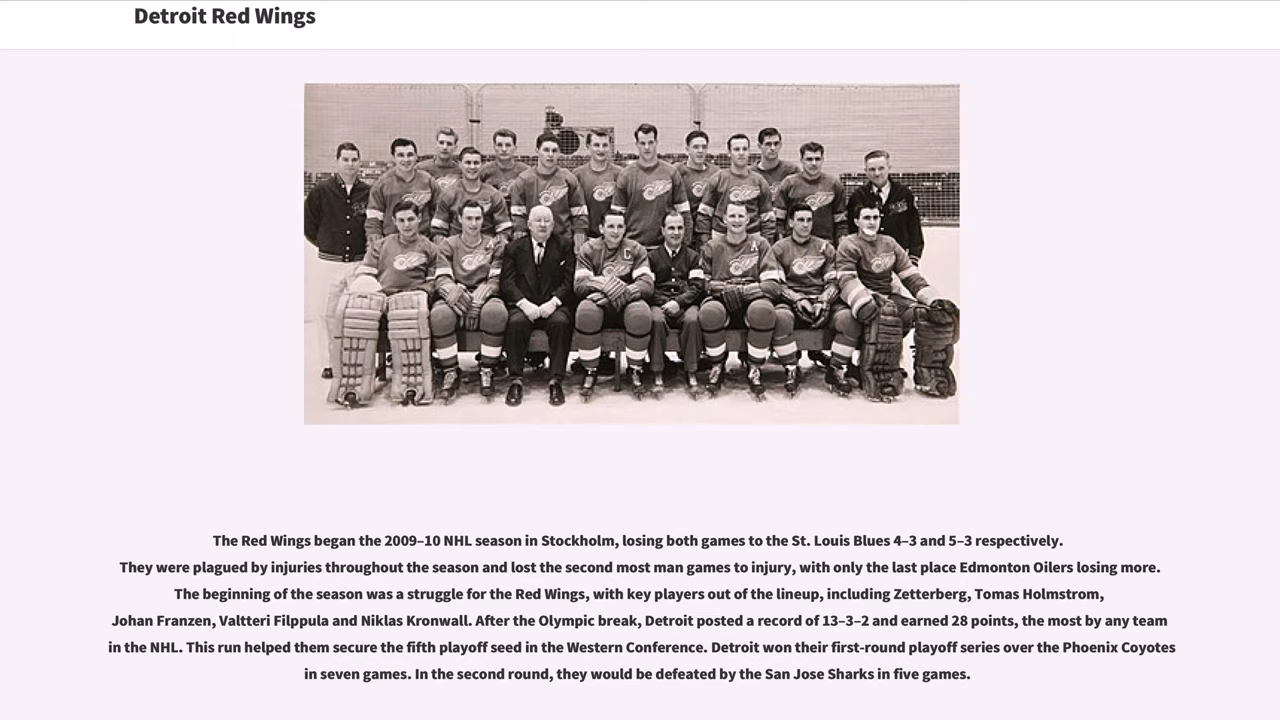 Detroit Red Wings
The Red Wings began the 2009–10 NHL season in Stockholm, losing both games to the St. Louis Blues 4–3 and 5–3 respectively.
They were plagued by injuries throughout the season and lost the second most man games to injury, with only the last place Edmonton Oilers losing more.
The beginning of the season was a struggle for the Red Wings, with key players out of the lineup, including Zetterberg, Tomas Holmstrom,
Johan Franzen, Valtteri Filppula and Niklas Kronwall. After the Olympic break, Detroit posted a record of 13–3–2 and earned 28 points, the most by any team
in the NHL. This run helped them secure the fifth playoff seed in the Western Conference. Detroit won their first-round playoff series over the Phoenix Coyotes
in seven games. In the second round, they would be defeated by the San Jose Sharks in five games.